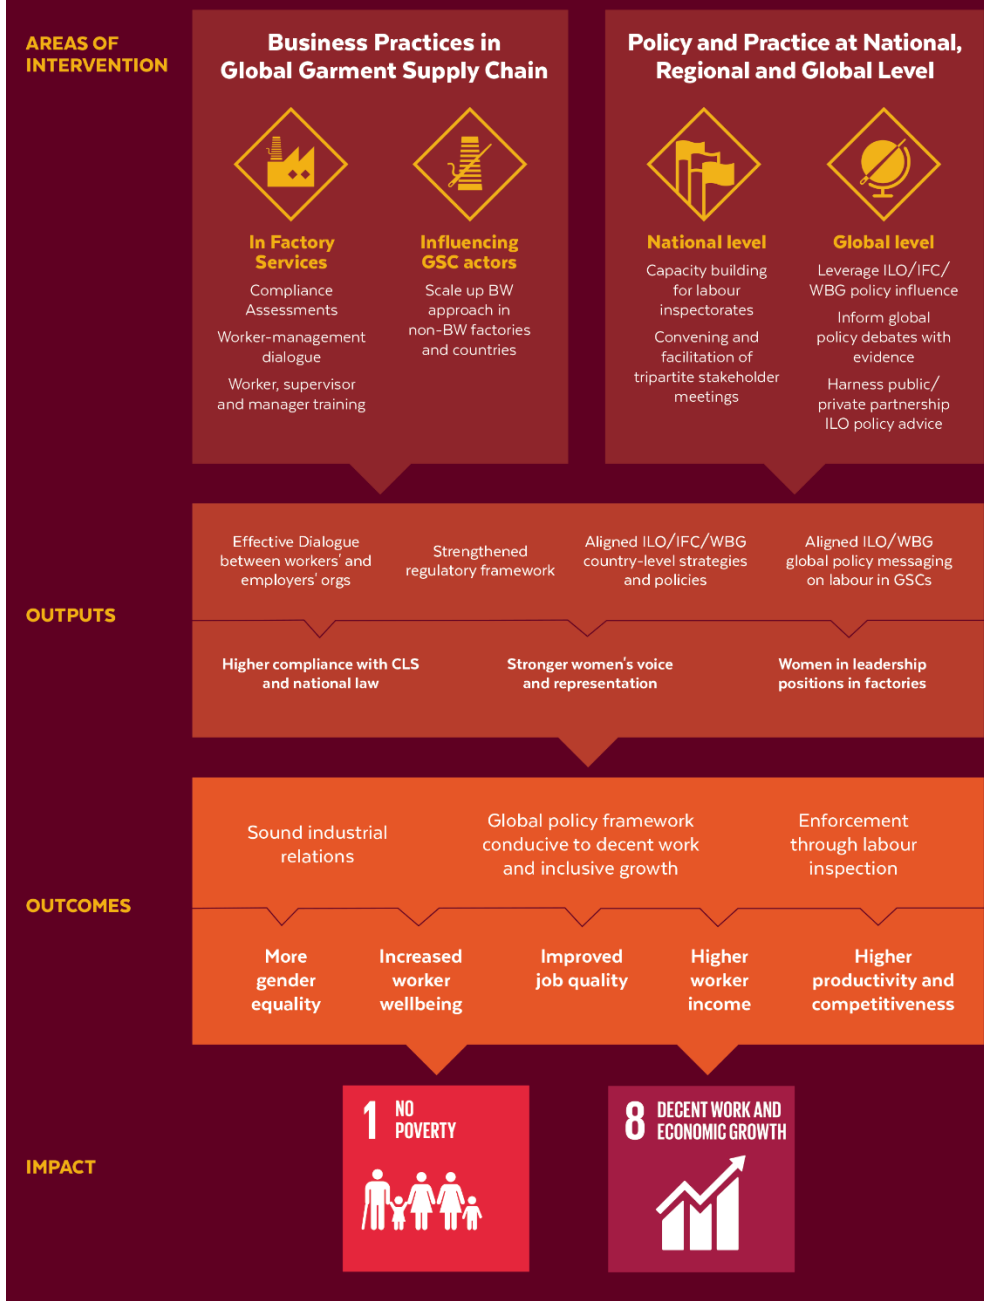 AREAS OF
INTERVENTION
Business Practices in
Global Garment Supply Chain
In Factory
Services
Compliance
Assessments
Worker-management
dialogue
Worker, supervisor
and manager training
Influencing
GSC actors
Scale up BW
approach in
non-BW factories
and countries
Policy and Practice at National,
Regional and Global Level
National level
Capacity building
for labour
inspectorates
Convening and
facilitation of
tripartite stakeholder
meetings
Global level
Leverage ILO/IFC/
WBG policy influence
Inform global
policy debates with
evidence
Harness public/
private partnership
ILO policy advice
OUTPUTS
Effective Dialogue
between workers' and
employers' orgs
Strengthened
regulatory framework
Aligned ILO/IFC/WBG
country-level strategies
and policies
Aligned ILO/WBG
global policy messaging
on labour in GSCs
Higher compliance with CLS
and national law
Stronger women's voice
and representation
Women in leadership
positions in factories
OUTCOMES
Sound industrial
relations
Global policy framework
conducive to decent work
and inclusive growth
Enforcement
through labour
inspection
More
gender
equality
Increased
worker
wellbeing
Improved
job quality
Higher
worker
income
Higher
productivity and
competitiveness
IMPACT
1 NO
POVERTY
8 DECENT WORK AND
ECONOMIC GROWTH